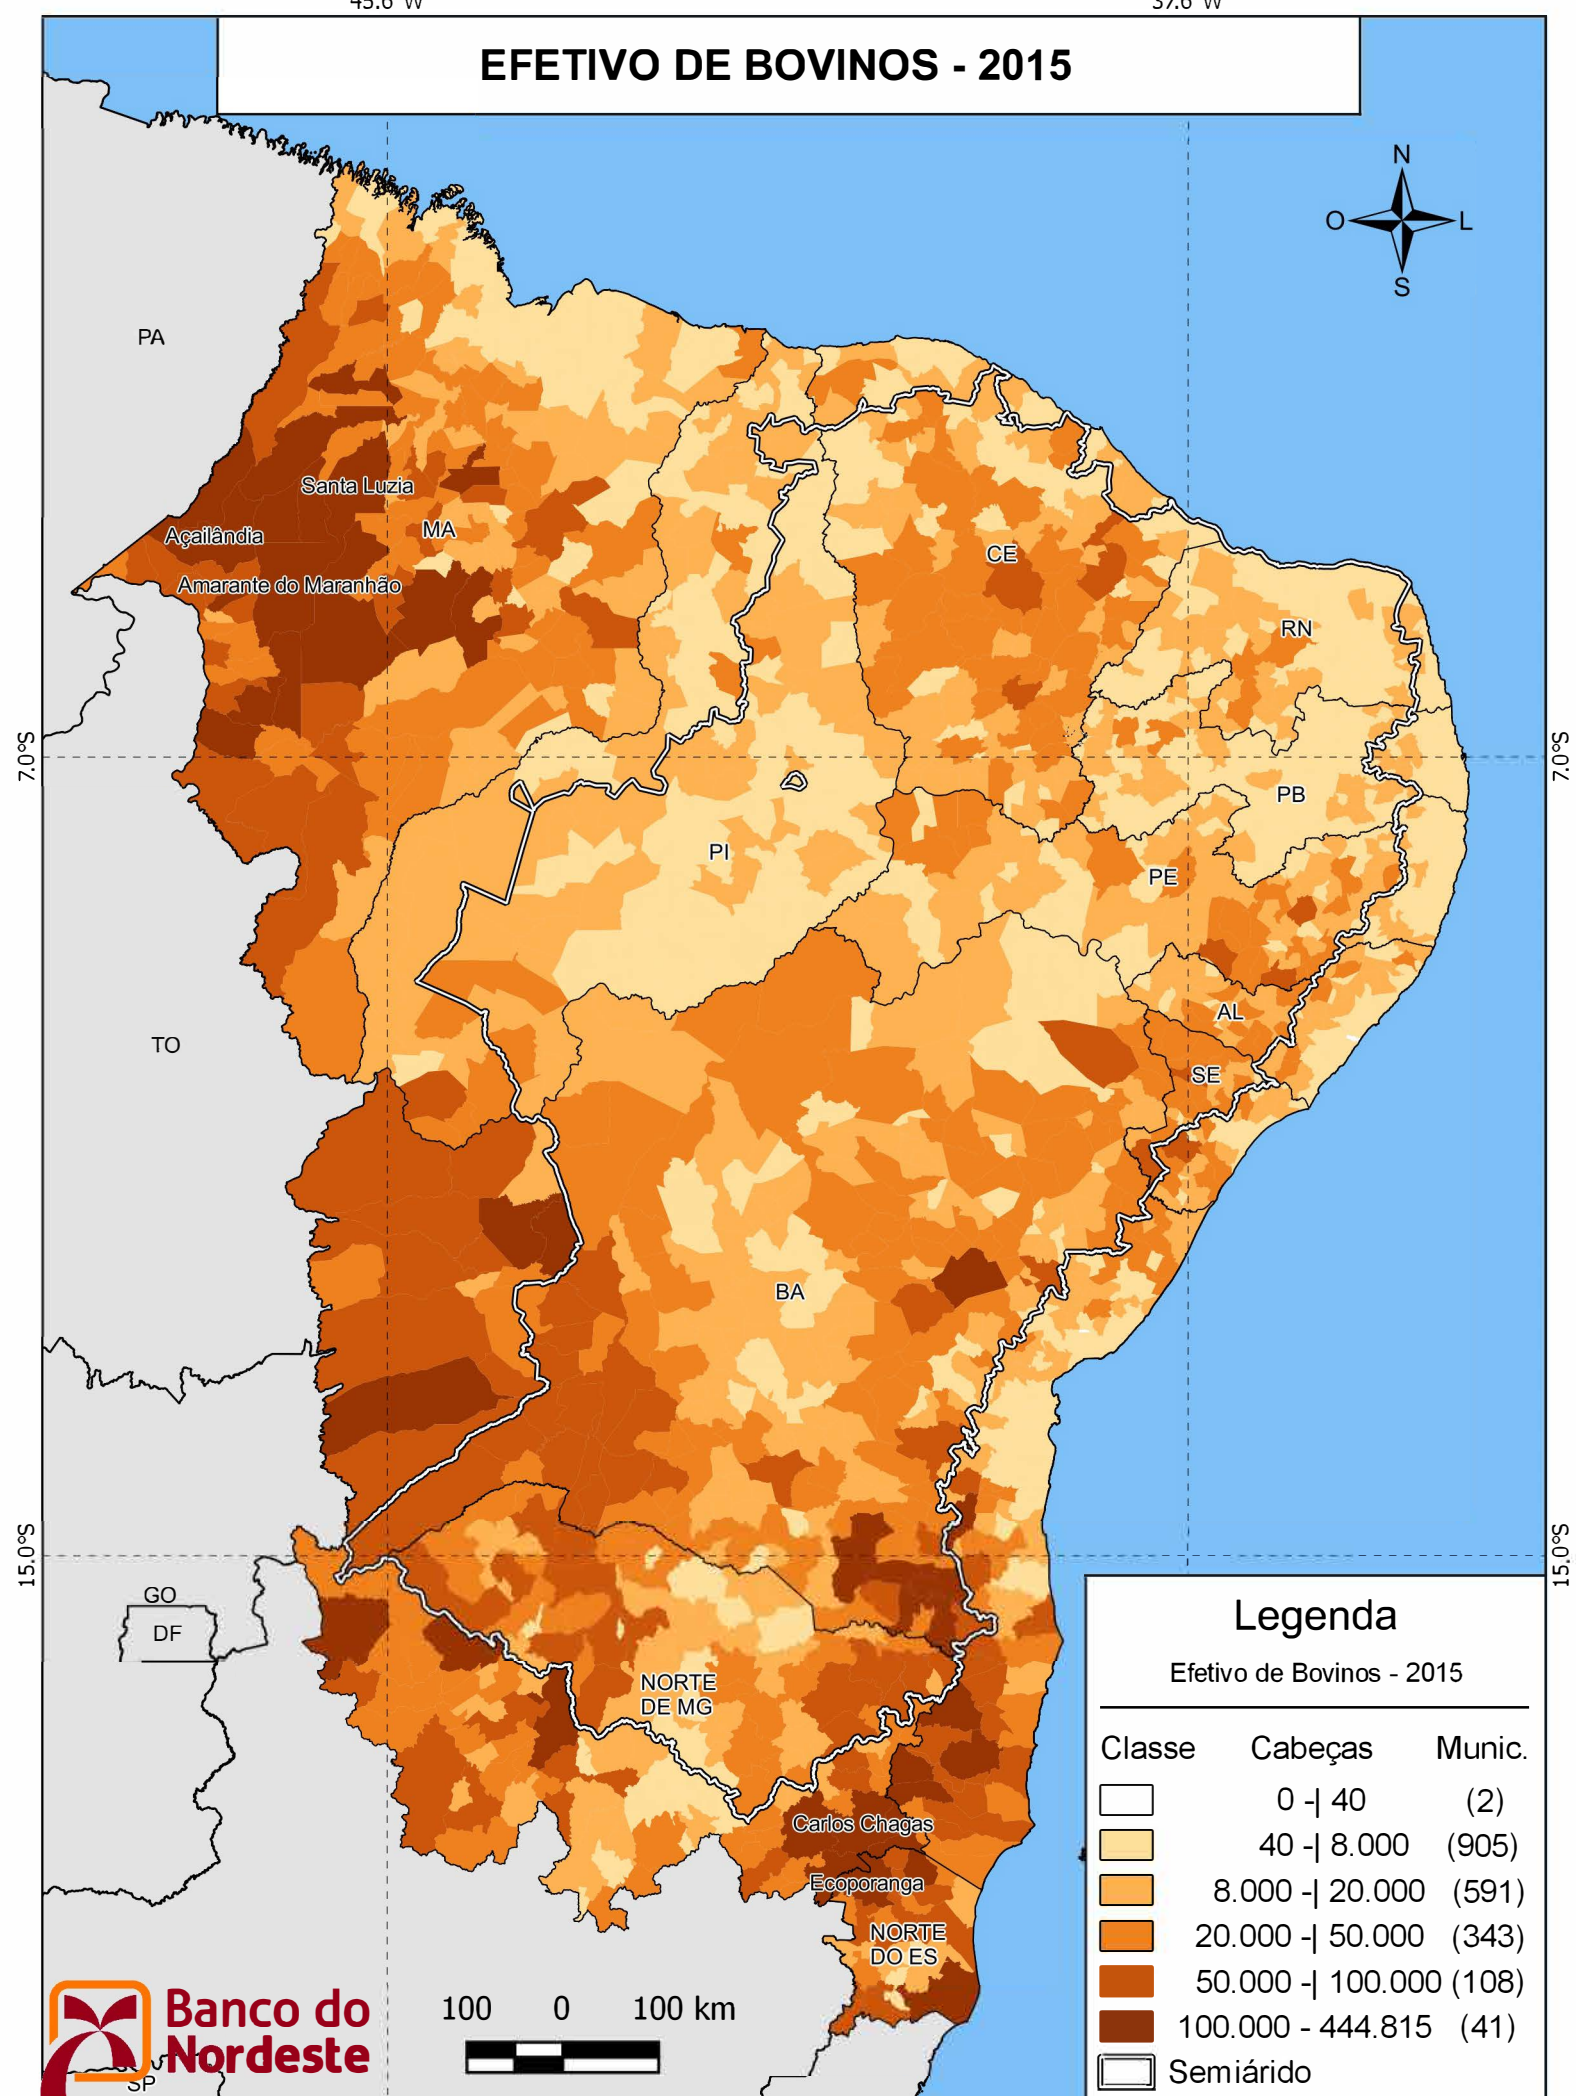 45.6°W 37.6°W
EFETIVO DE BOVINOS - 2015
N
O L
S
PA
Santa Luzia
Açailândia
MA
CE
Amarante do Maranhão
RN
7.0°S 7.0°S
PB
PI
PE
AL
TO
SE
BA
15.0°S 15.0°S
GO
DF
NORTE
DE MG
Carlos Chagas
Ecoporanga
NORTE
DO ES
Legenda
Efetivo de Bovinos - 2015
Classe Cabeças Munic.
0 -| 40 (2)
40 -| 8.000 (905)
8.000 -| 20.000 (591)
20.000 -| 50.000 (343)
50.000 -| 100.000 (108)
100.000 - 444.815 (41)
Semiárido
Banco do
Nordeste
100 0 100 km
SP